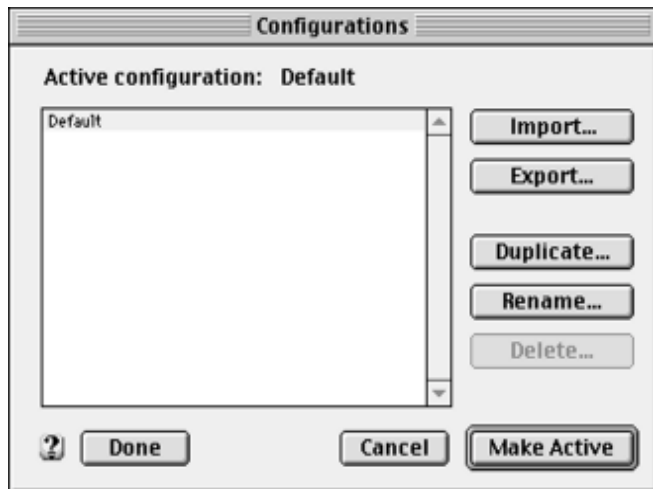 Configurations
Active configuration: Default
Default
Import...
Export...
Duplicate...
Rename...
Delete...
? Done Cancel Make Active